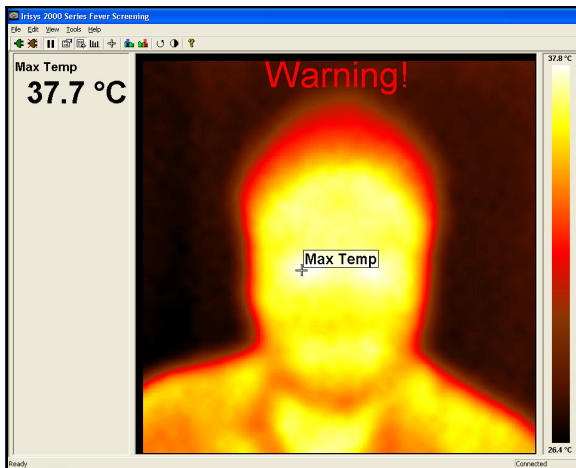 Irisys 2000 Series Fever Screening
File Edit View Tools Help
Max Temp
37.7 °C
Warning!
Max Temp
37.8 °C
26.4 °C
Ready
Connected